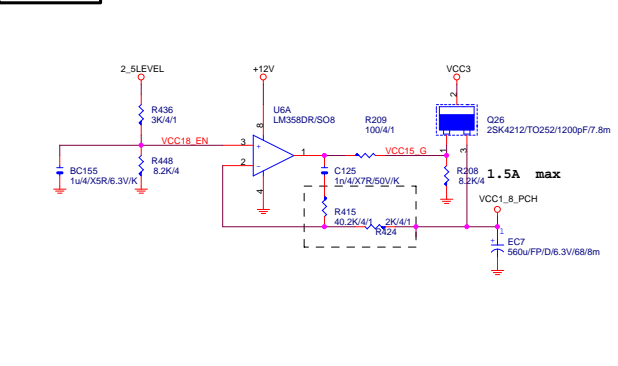 2_5LEVEL
+12V
VCC3
R436
3K/4/1
U6A
LM358DR/SO8
R209
100/4/1
Q26
2SK4212/TO252/1200pF/7.8m
2
8
VCC18_EN
3
+
2
-
1
VCC15_G
1
3
4
BC155
1u/4/X5R/6.3V/K
R448
8.2K/4
C125
1n/4/X7R/50V/K
R208
8.2K/4
1.5A max
VCC1_8_PCH
R415
40.2K/4/1
2K/4/1
R424
1
+
EC7
560u/FP/D/6.3V/68/8m